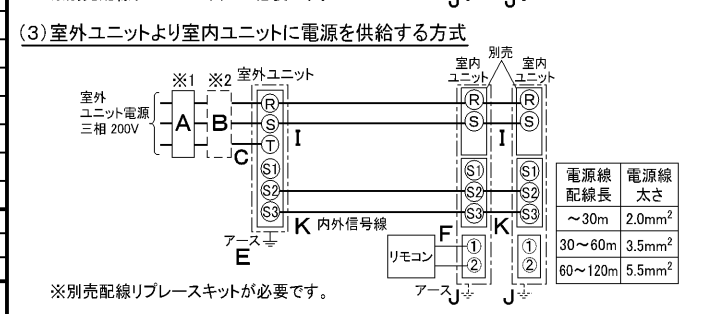 (3)室外ユニットより室内ユニットに電源を供給する方式
※1 ※2 室外ユニット
別売
室内
ユニット
室内
ユニット
室外
ユニット電源
三相 200V
A
B
C
R
S
T
S1
S2
S3
I
R
S
S1
S2
S3
I
R
S
S1
S2
S3
K 内外信号線
K
アース
E
F
リモコン
①
②
①
②
アース J
J
電源線
配線長
電源線
太さ
~30m 2.0mm²
30~60m 3.5mm²
60~120m 5.5mm²
※別売配線リプレースキットが必要です。